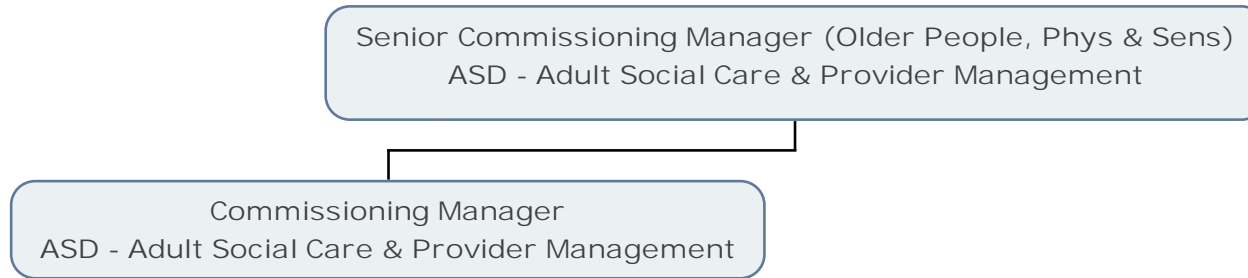 Senior Commissioning Manager (Older People, Phys & Sens)
ASD - Adult Social Care & Provider Management
Commissioning Manager
ASD - Adult Social Care & Provider Management